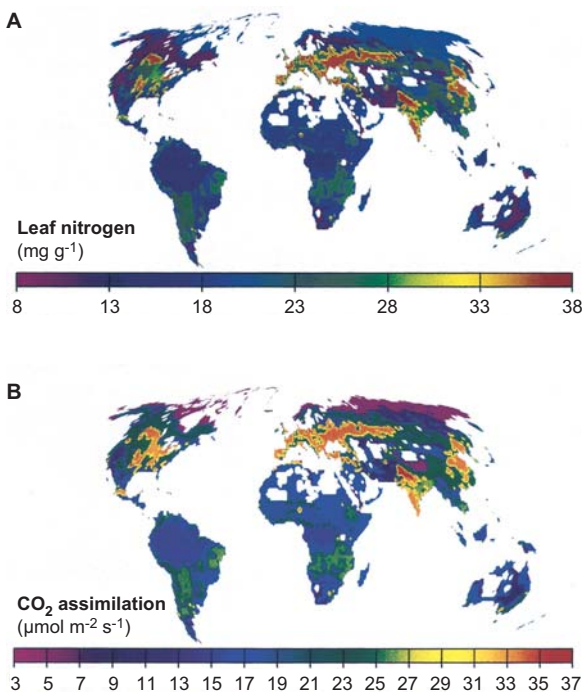 A
Leaf nitrogen
(mg g-1)
8 13 18 23 28 33 38
B
CO2 assimilation
(µmol m-2 s-1)
3 5 7 9 11 13 15 17 19 21 23 25 27 29 31 33 35 37